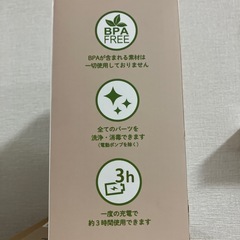 BPA
FREE
BPAが含まれる素材は
一切使用しておりません
全てのパーツを
洗浄・消毒できます
(電動ポンプを除く)
3h
一度の充電で
約3時間使用できます